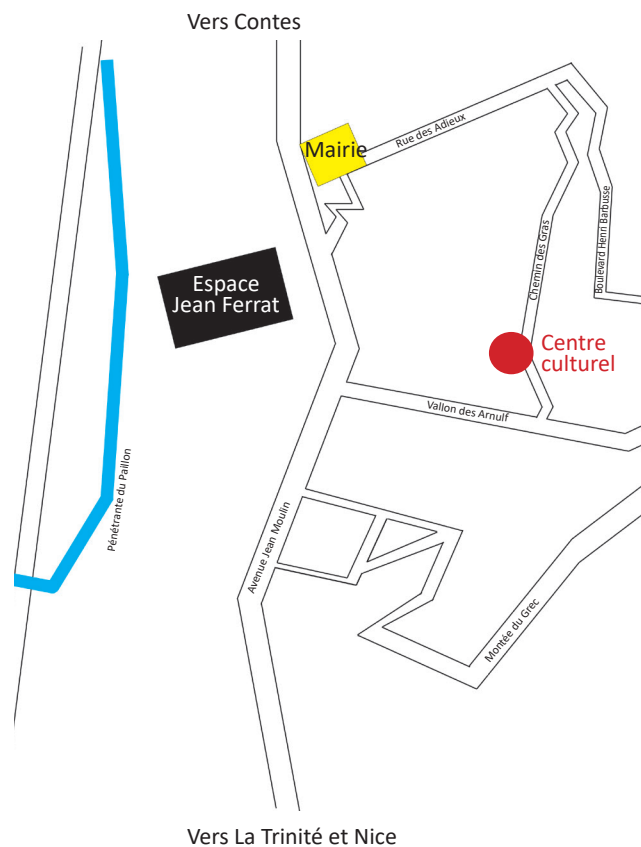 Vers Contes
Rue des Adieux
Mairie
Chemin des Gras
Boulevard Henri Barbusse
Espace
Jean Ferrat
Centre
culturel
Vallon des Arnulf
Pénétrante du Paillon
Avenue Jean Moulin
Montée du Grec
Vers La Trinité et Nice